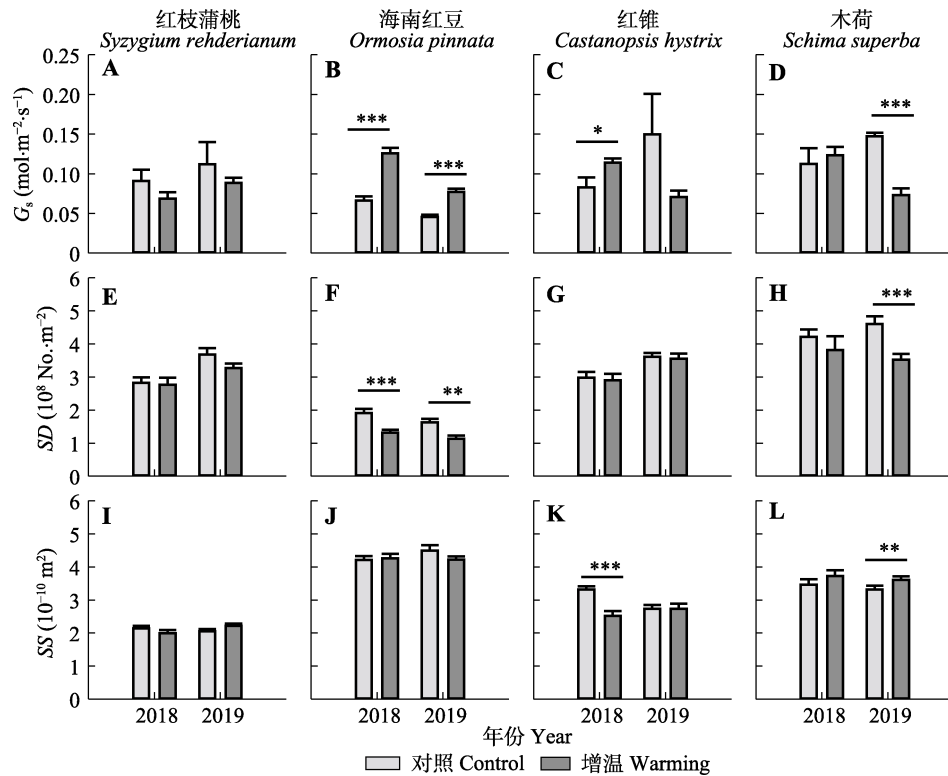 红枝蒲桃 海南红豆 红锥 木荷
Syzygium rehderianum Ormosia pinnata Castanopsis hystrix Schima superba
A B C D
Gs (mol·m−2·s−1)
0.25
0.20
0.15
0.10
0.05
0
*** *** * ***
E F G H
SD (10⁸ No.·m−2)
6
5
4
3
2
1
0
*** ** ***
I J K L
SS (10−10 m2)
6
5
4
3
2
1
0
*** **
2018 2019 2018 2019 2018 2019 2018 2019
年份 Year
对照 Control 增温 Warming